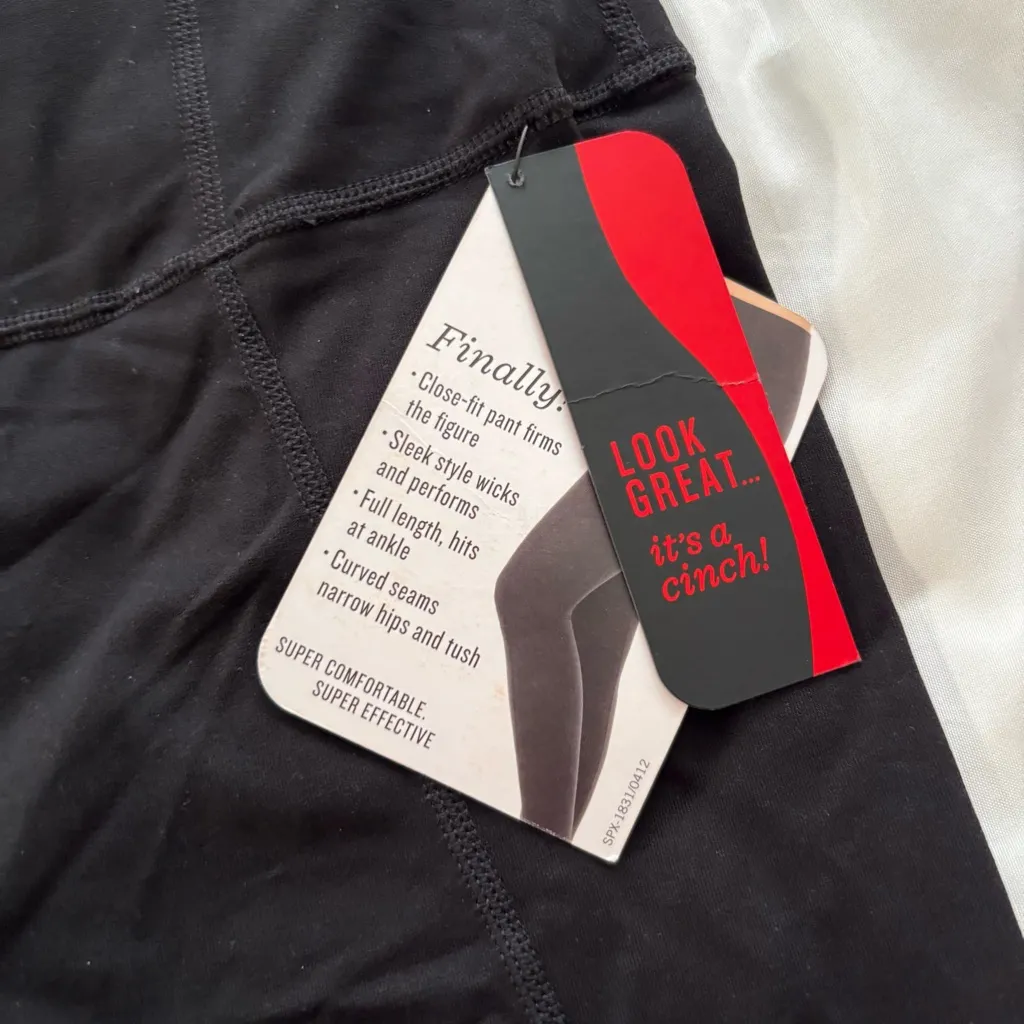 Finally!
· Close-fit pant firms
the figure
· Sleek style wicks
and performs
· Full length, hits
at ankle
· Curved seams
narrow hips and tush
SUPER COMFORTABLE.
SUPER EFFECTIVE
SPX-1831/0412
LOOK
GREAT...
it's a
cinch!